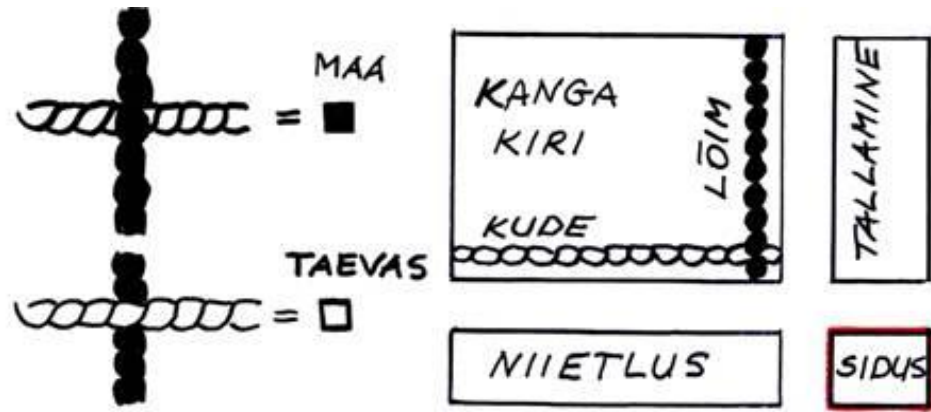 MAA
=
TAEVAS
=
KANGA
KIRI
LÕIM
KUDE
TALLAMINE
NIIETLUS
SIDUS